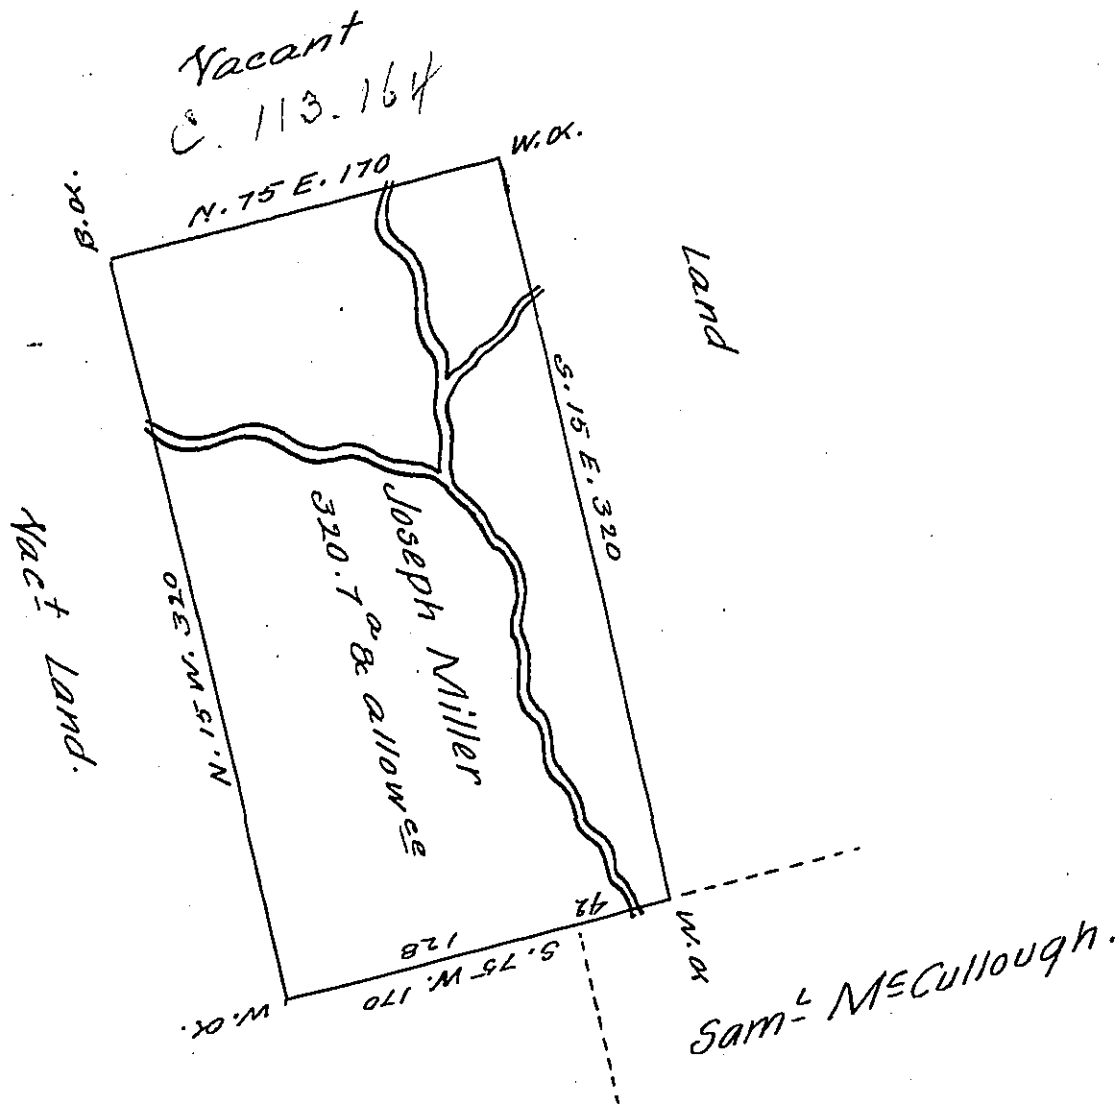 Vacant
C. 113.164
W.O.
B.O.
N. 75 E. 170
Land
S. 15 E. 320
Joseph Miller
320.7 a & allowce
Vact Land.
N. 15 W. 320
42
128
S. 75 W. 170
W.O.
W.O
Saml McCullough.